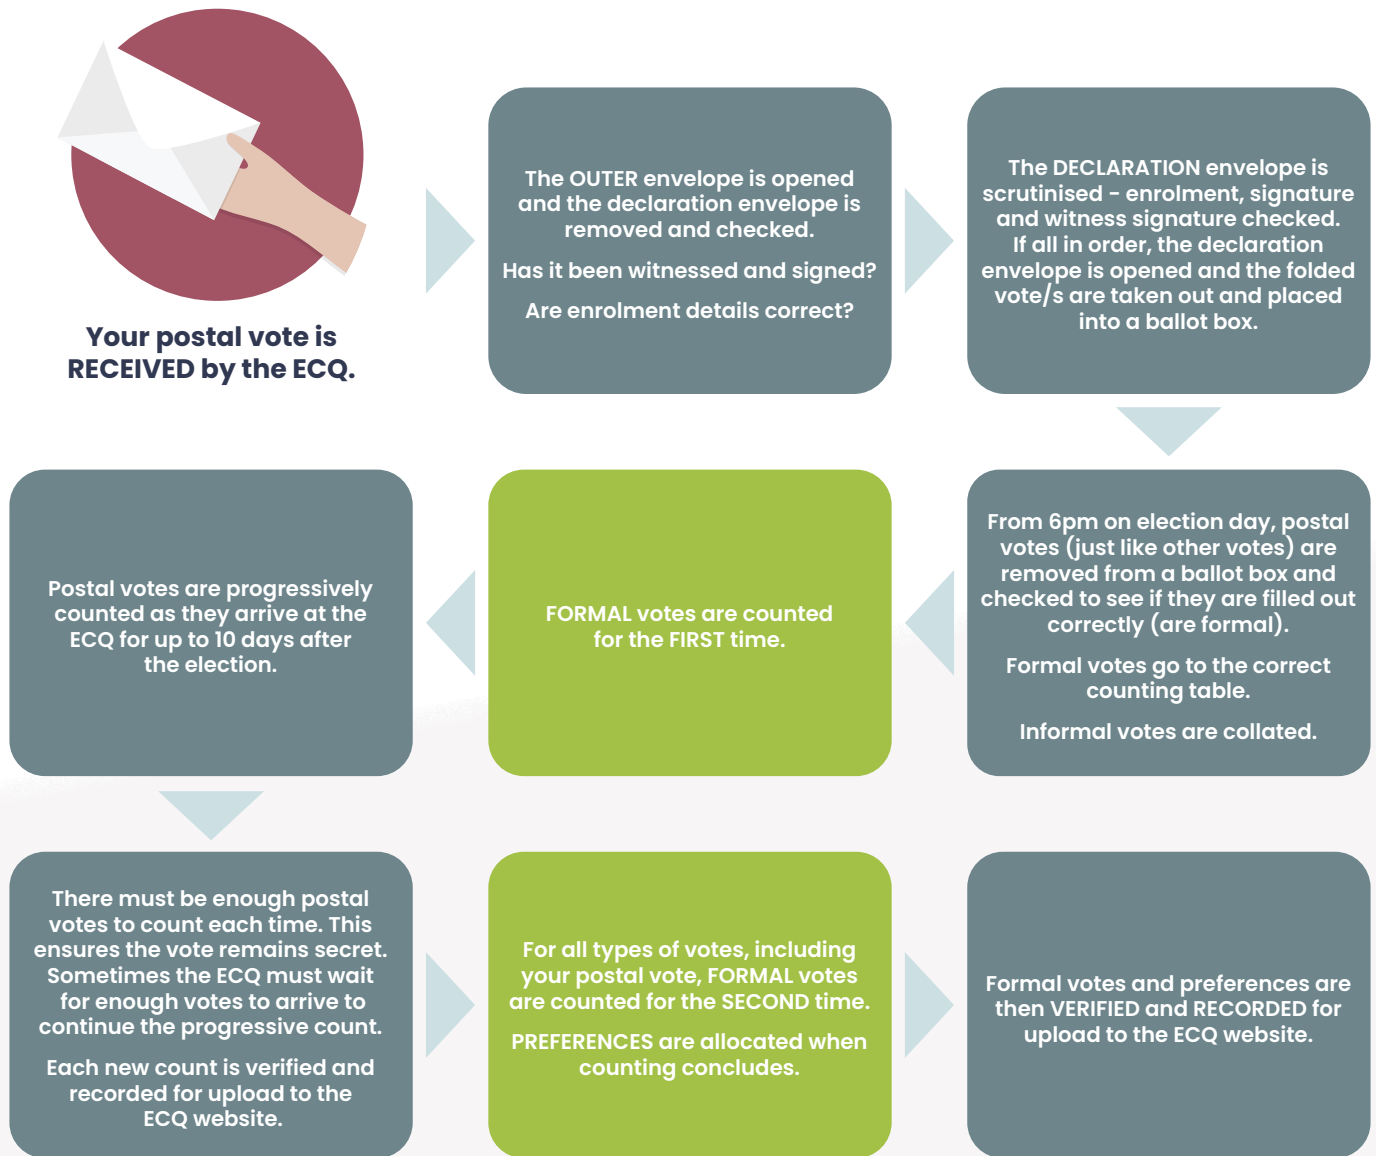 Your postal vote is
RECEIVED by the ECQ.
The OUTER envelope is opened
and the declaration envelope is
removed and checked.
Has it been witnessed and signed?
Are enrolment details correct?
The DECLARATION envelope is
scrutinised - enrolment, signature
and witness signature checked.
If all in order, the declaration
envelope is opened and the folded
vote/s are taken out and placed
into a ballot box.
From 6pm on election day, postal
votes (just like other votes) are
removed from a ballot box and
checked to see if they are filled out
correctly (are formal).
Formal votes go to the correct
counting table.
Informal votes are collated.
FORMAL votes are counted
for the FIRST time.
Postal votes are progressively
counted as they arrive at the
ECQ for up to 10 days after
the election.
There must be enough postal
votes to count each time. This
ensures the vote remains secret.
Sometimes the ECQ must wait
for enough votes to arrive to
continue the progressive count.
Each new count is verified and
recorded for upload to the
ECQ website.
For all types of votes, including
your postal vote, FORMAL votes
are counted for the SECOND time.
PREFERENCES are allocated when
counting concludes.
Formal votes and preferences are
then VERIFIED and RECORDED for
upload to the ECQ website.